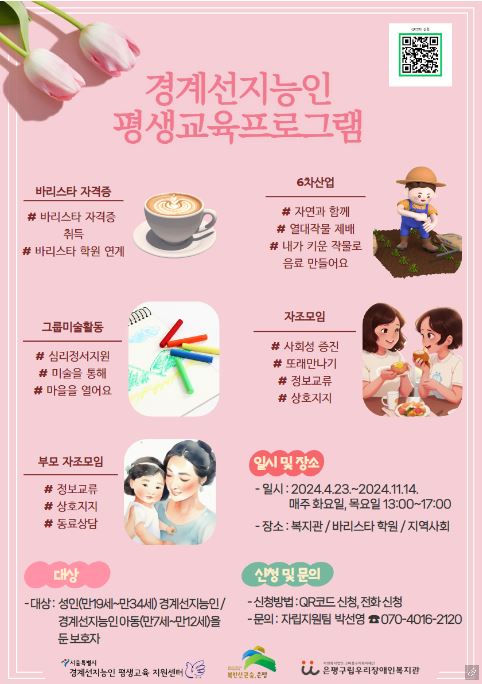 경계선지능인
평생교육프로그램
바리스타 자격증
# 바리스타 자격증
취득
# 바리스타 학원 연계
6차산업
# 자연과 함께
# 열대작물 재배
# 내가 키운 작물로
음료 만들어요
그룹미술활동
# 심리정서지원
# 미술을 통해
# 마을을 열어요
자조모임
# 사회성 증진
# 또래만나기
# 정보교류
# 상호지지
부모 자조모임
# 정보교류
# 상호지지
# 동료상담
일시 및 장소
- 일시 : 2024.4.23.~2024.11.14.
매주 화요일, 목요일 13:00~17:00
- 장소 : 복지관 / 바리스타 학원 / 지역사회
대상
- 대상 : 성인(만19세~만34세) 경계선지능인 /
경계선지능인 아동(만7세~만12세)을
둔 보호자
신청 및 문의
- 신청방법 : QR코드 신청, 전화 신청
- 문의 : 자립지원팀 박선영 ☎070-4016-2120
서울특별시
경계선지능인 평생교육 지원센터
북한산 큰숲, 은평
은평구립우리장애인복지관